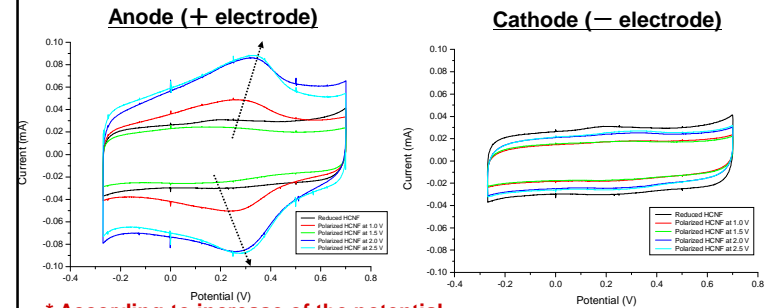 Anode (+ electrode)
Cathode (− electrode)
0.10
0.08
0.06
0.04
0.02
0.00
-0.02
-0.04
-0.06
-0.08
-0.10
Current (mA)
-0.4
-0.2
0.0
0.2
0.4
0.6
0.8
Potential (V)
Reduced HCNF
Polarized HCNF at 1.0 V
Polarized HCNF at 1.5 V
Polarized HCNF at 2.0 V
Polarized HCNF at 2.5 V
0.10
0.08
0.06
0.04
0.02
0.00
-0.02
-0.04
-0.06
-0.08
-0.10
Current (mA)
-0.4
-0.2
0.0
0.2
0.4
0.6
0.8
Potential (V)
Reduced HCNF
Polarized HCNF at 1.0 V
Polarized HCNF at 1.5 V
Polarized HCNF at 2.0 V
Polarized HCNF at 2.5 V
* According to increase of the potential